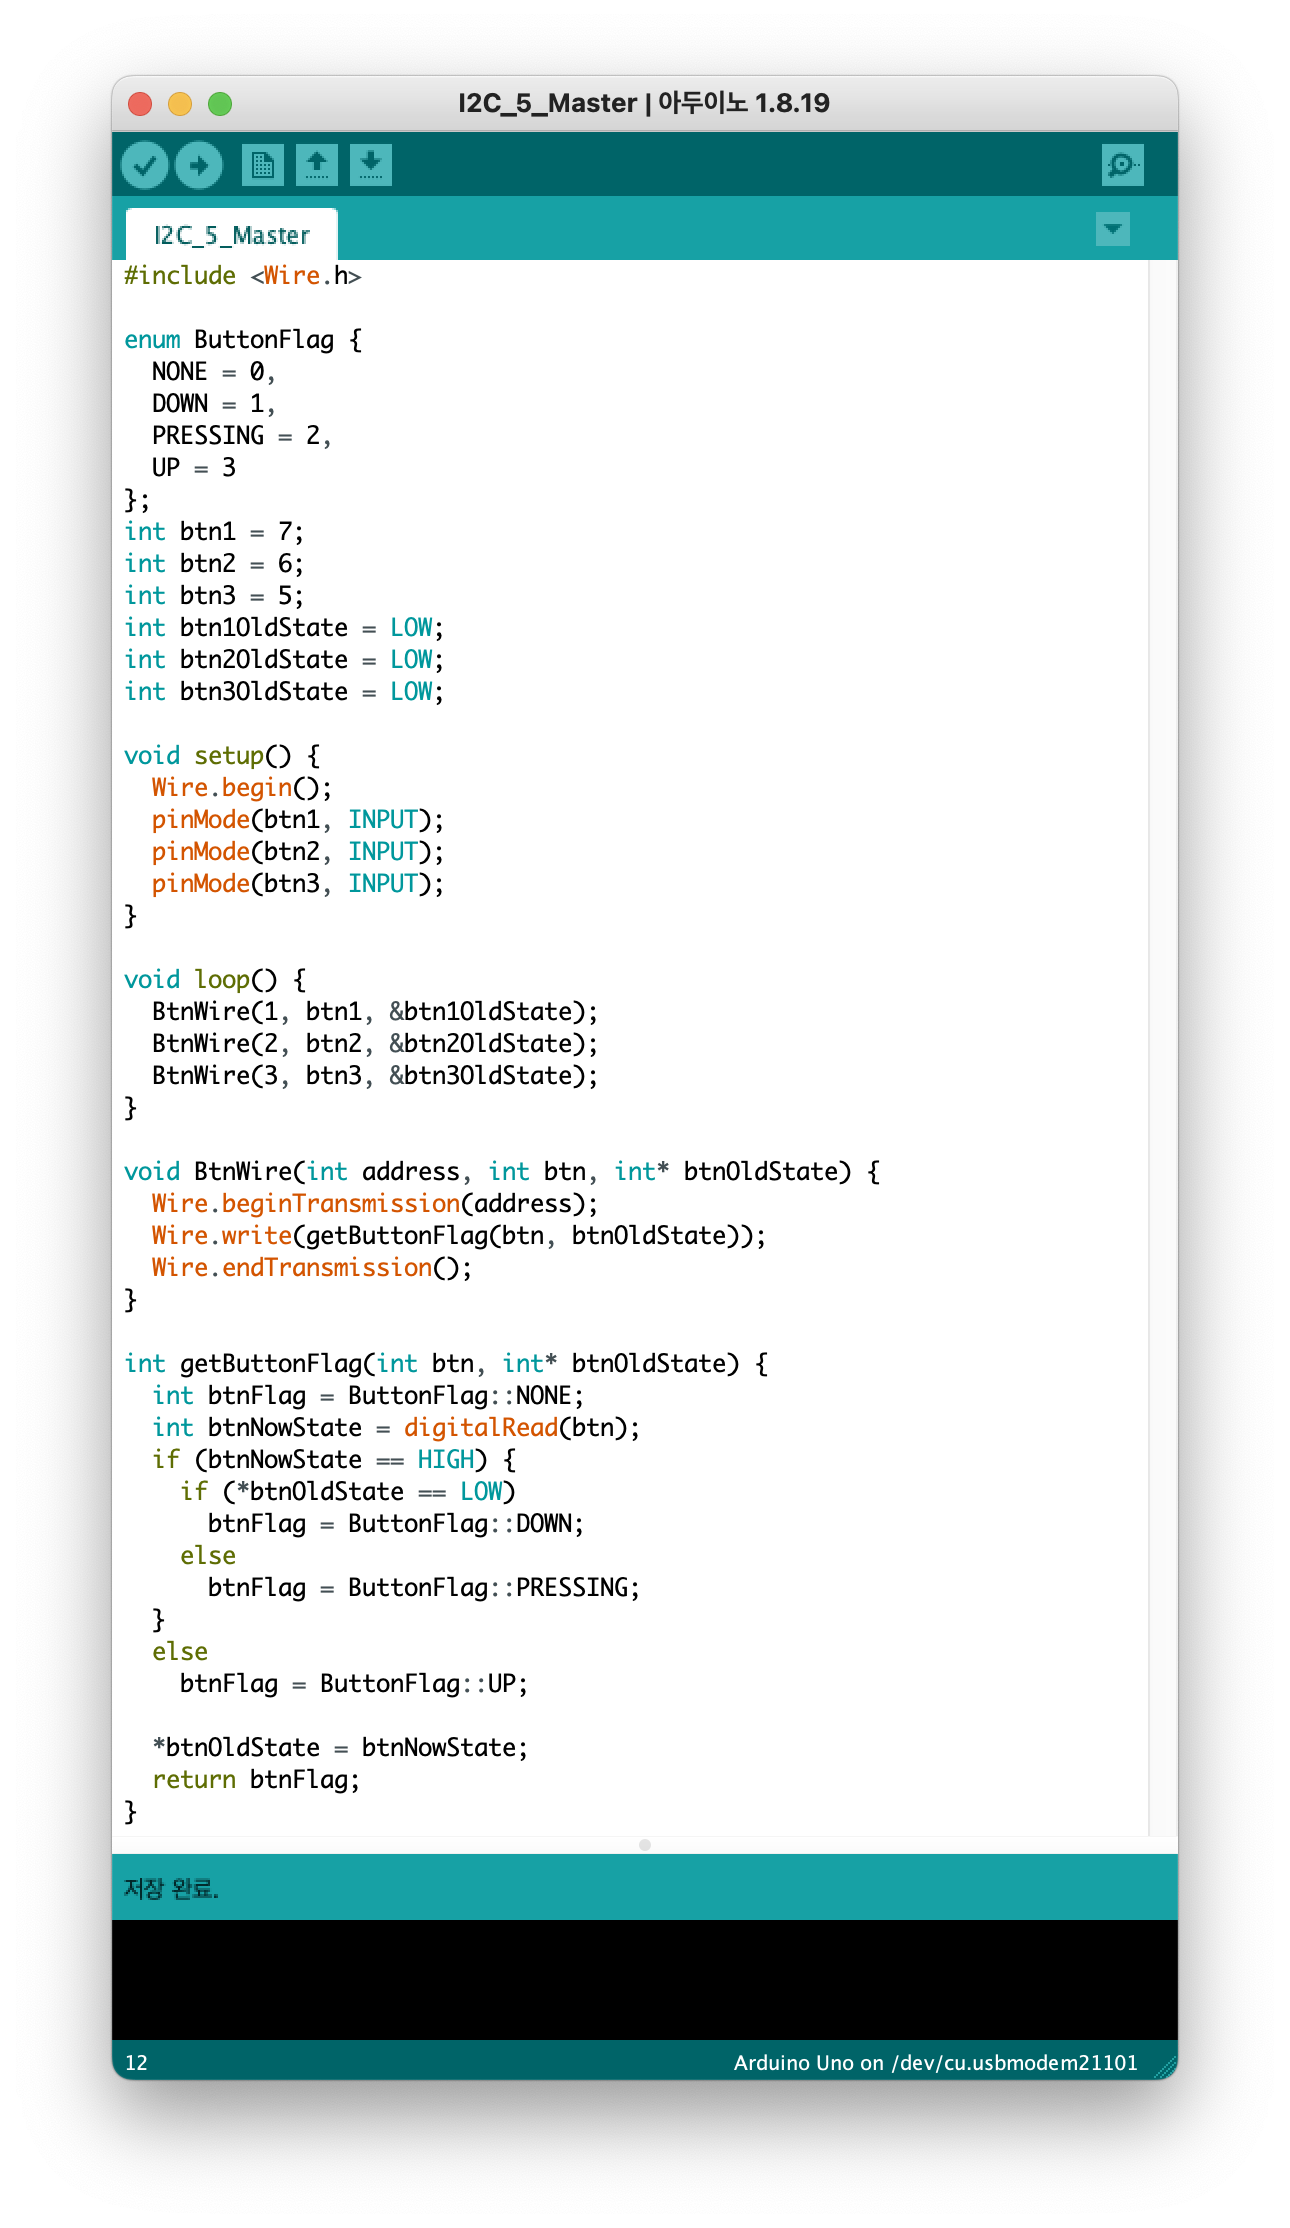 I2C_5_Master | 아두이노 1.8.19
I2C_5_Master
#include <Wire.h>
enum ButtonFlag {
  NONE = 0,
  DOWN = 1,
  PRESSING = 2,
  UP = 3
};
int btn1 = 7;
int btn2 = 6;
int btn3 = 5;
int btn1OldState = LOW;
int btn2OldState = LOW;
int btn3OldState = LOW;
void setup() {
  Wire.begin();
  pinMode(btn1, INPUT);
  pinMode(btn2, INPUT);
  pinMode(btn3, INPUT);
}
void loop() {
  BtnWire(1, btn1, &btn1OldState);
  BtnWire(2, btn2, &btn2OldState);
  BtnWire(3, btn3, &btn3OldState);
}
void BtnWire(int address, int btn, int* btnOldState) {
  Wire.beginTransmission(address);
  Wire.write(getButtonFlag(btn, btnOldState));
  Wire.endTransmission();
}
int getButtonFlag(int btn, int* btnOldState) {
  int btnFlag = ButtonFlag::NONE;
  int btnNowState = digitalRead(btn);
  if (btnNowState == HIGH) {
    if (*btnOldState == LOW)
      btnFlag = ButtonFlag::DOWN;
    else
      btnFlag = ButtonFlag::PRESSING;
  }
  else
    btnFlag = ButtonFlag::UP;
  *btnOldState = btnNowState;
  return btnFlag;
}
저장 완료.
12
Arduino Uno on /dev/cu.usbmodem21101